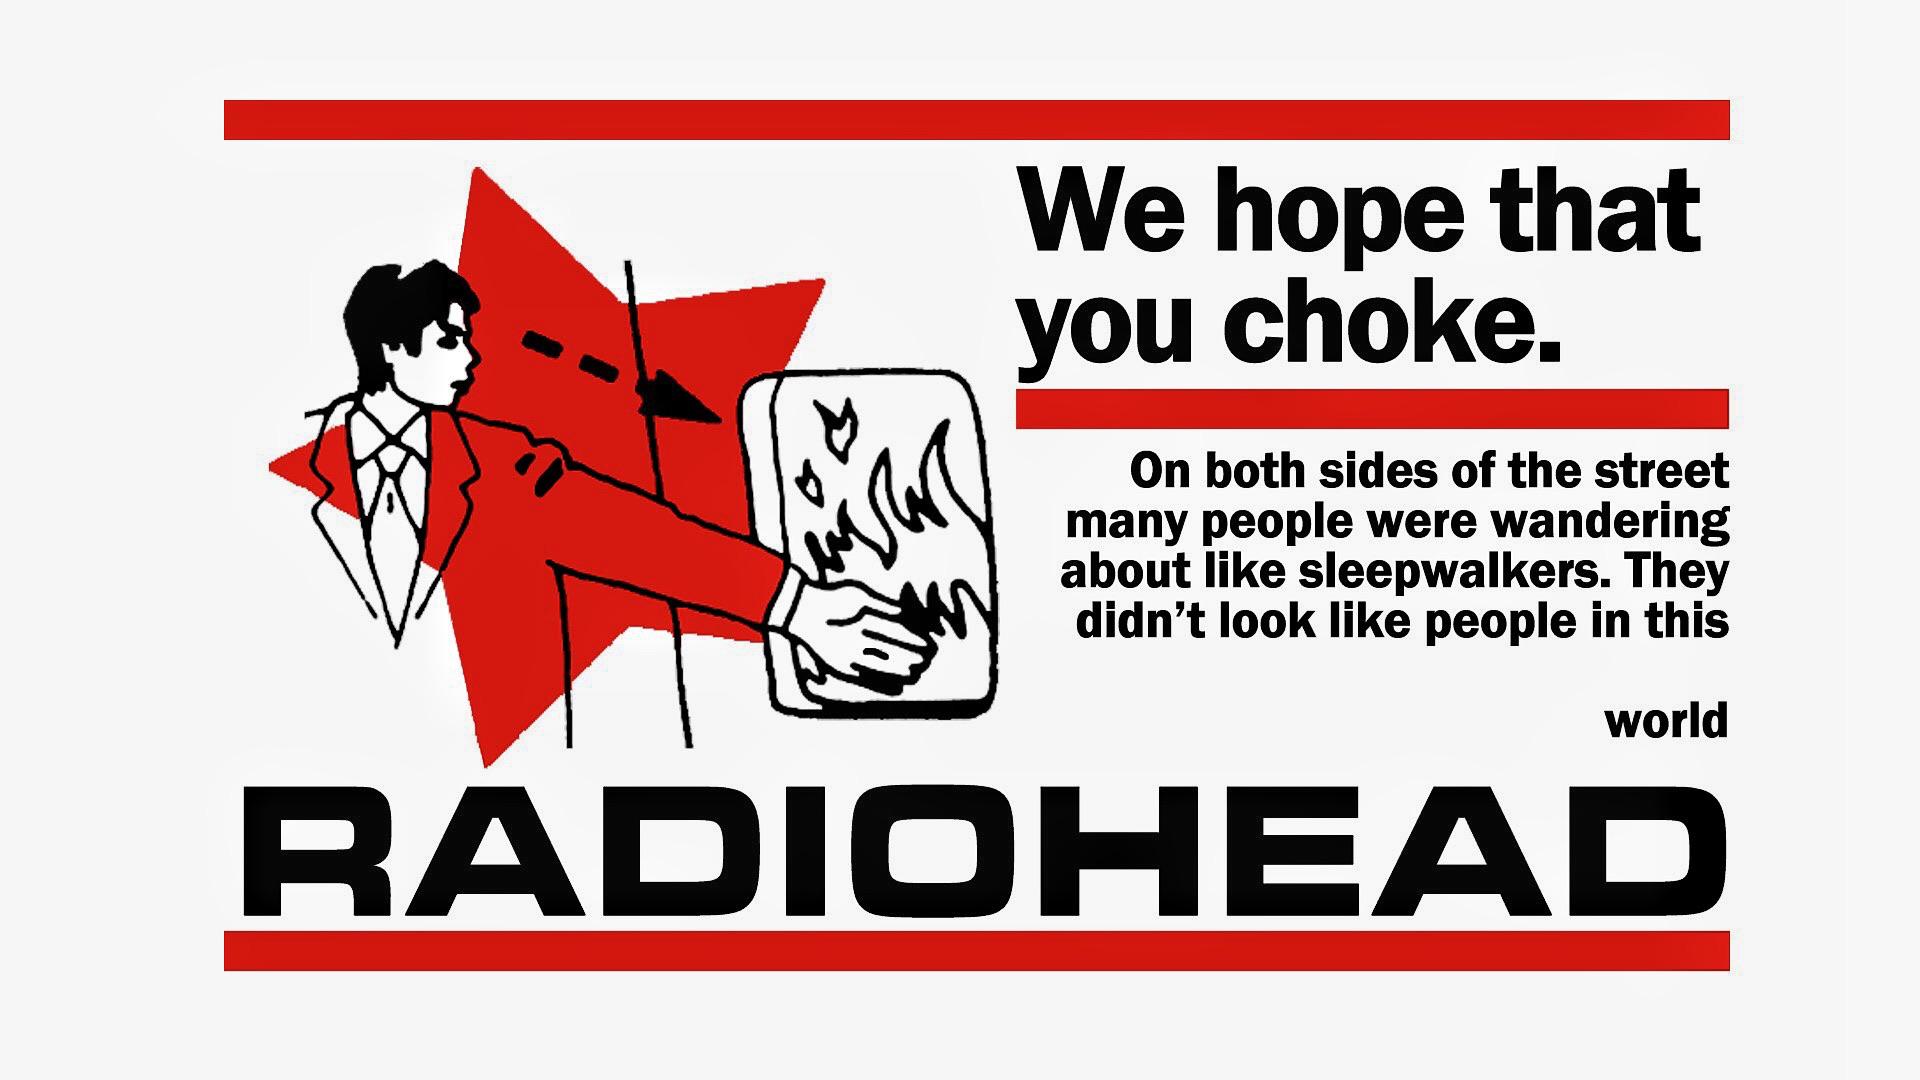 We hope that
you choke.
On both sides of the street
many people were wandering
about like sleepwalkers. They
didn’t look like people in this
world
RADIOHEAD